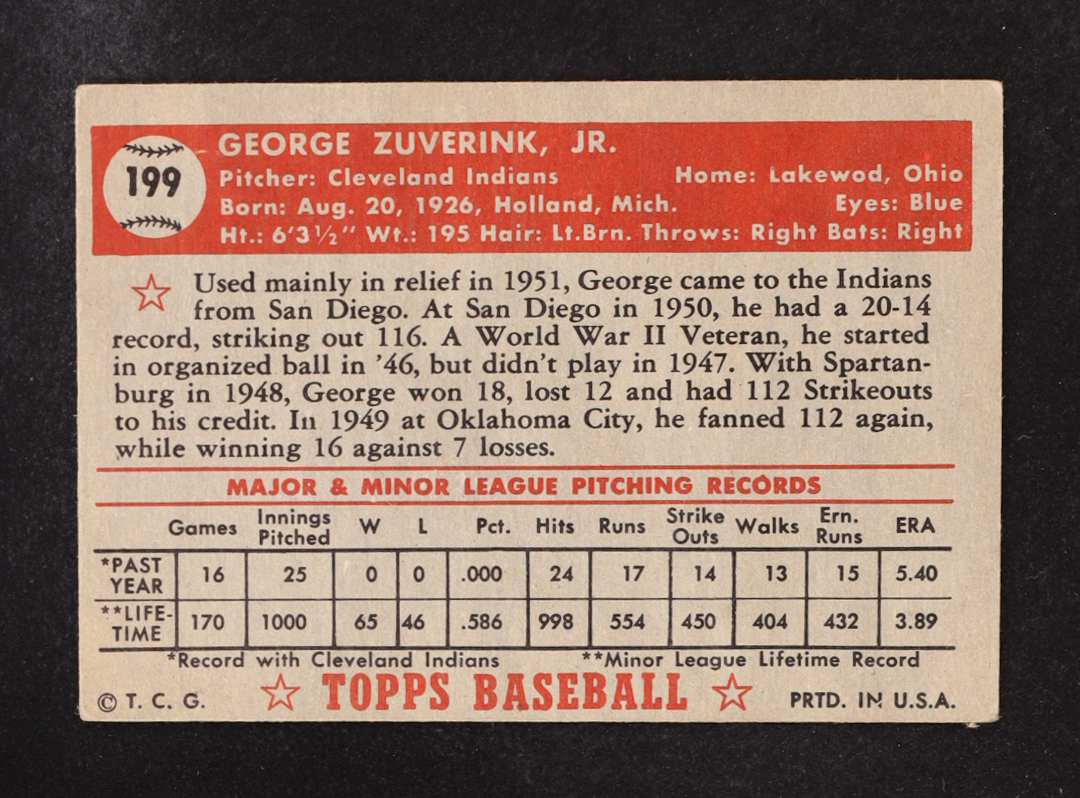 199
GEORGE ZUVERINK, JR.
Pitcher: Cleveland Indians Home: Lakewod, Ohio
Born: Aug. 20, 1926, Holland, Mich. Eyes: Blue
Ht.: 6'3½" Wt.: 195 Hair: Lt.Brn. Throws: Right Bats: Right
Used mainly in relief in 1951, George came to the Indians
from San Diego. At San Diego in 1950, he had a 20-14
record, striking out 116. A World War II Veteran, he started
in organized ball in '46, but didn't play in 1947. With Spartan-
burg in 1948, George won 18, lost 12 and had 112 Strikeouts
to his credit. In 1949 at Oklahoma City, he fanned 112 again,
while winning 16 against 7 losses.
MAJOR & MINOR LEAGUE PITCHING RECORDS
Games Innings Pitched W L Pct. Hits Runs Strike Outs Walks Ern. Runs ERA
*PAST YEAR 16 25 0 0 .000 24 17 14 13 15 5.40
**LIFE-TIME 170 1000 65 46 .586 998 554 450 404 432 3.89
*Record with Cleveland Indians **Minor League Lifetime Record
© T. C. G. TOPPS BASEBALL PRTD. IN U.S.A.